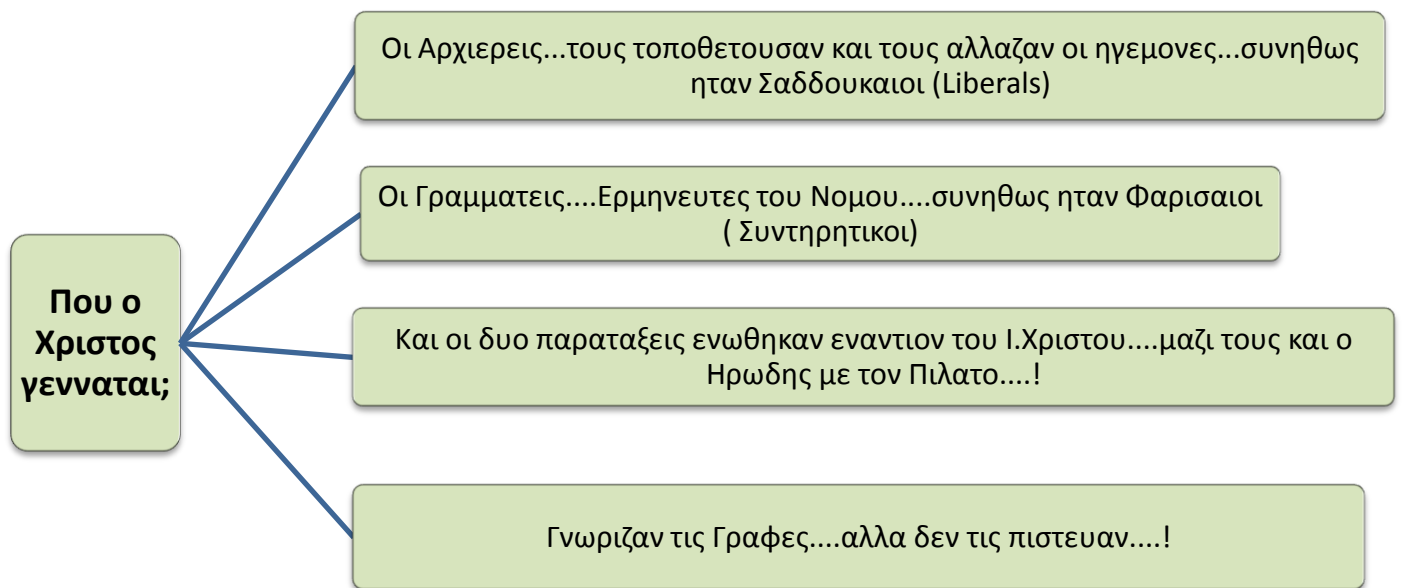 Οι Αρχιερεις...τους τοποθετουσαν και τους αλλαζαν οι ηγεμονες...συνηθως
ηταν Σαδδουκαιοι (Liberals)
Οι Γραμματεις....Ερμηνευτες του Νομου....συνηθως ηταν Φαρισαιοι
( Συντηρητικοι)
Που ο
Χριστος
γενναται;
Και οι δυο παραταξεις ενωθηκαν εναντιον του Ι.Χριστου....μαζι τους και ο
Ηρωδης με τον Πιλατο....!
Γνωριζαν τις Γραφες....αλλα δεν τις πιστευαν....!